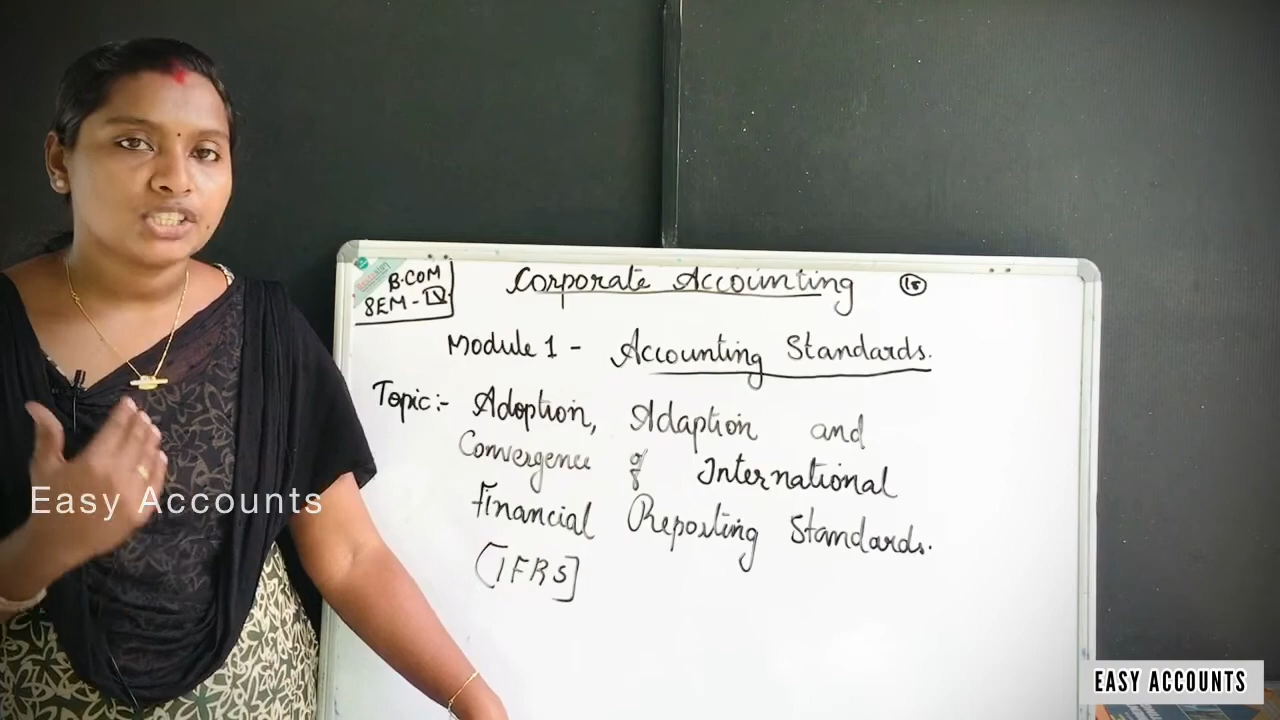 B.COM
SEM - IV
Corporate Accounting
15
Module 1 - Accounting Standards.
Topic:- Adoption, Adaption and
Convergence of International
Financial Reporting Standards.
[IFRS]
Easy Accounts
EASY ACCOUNTS